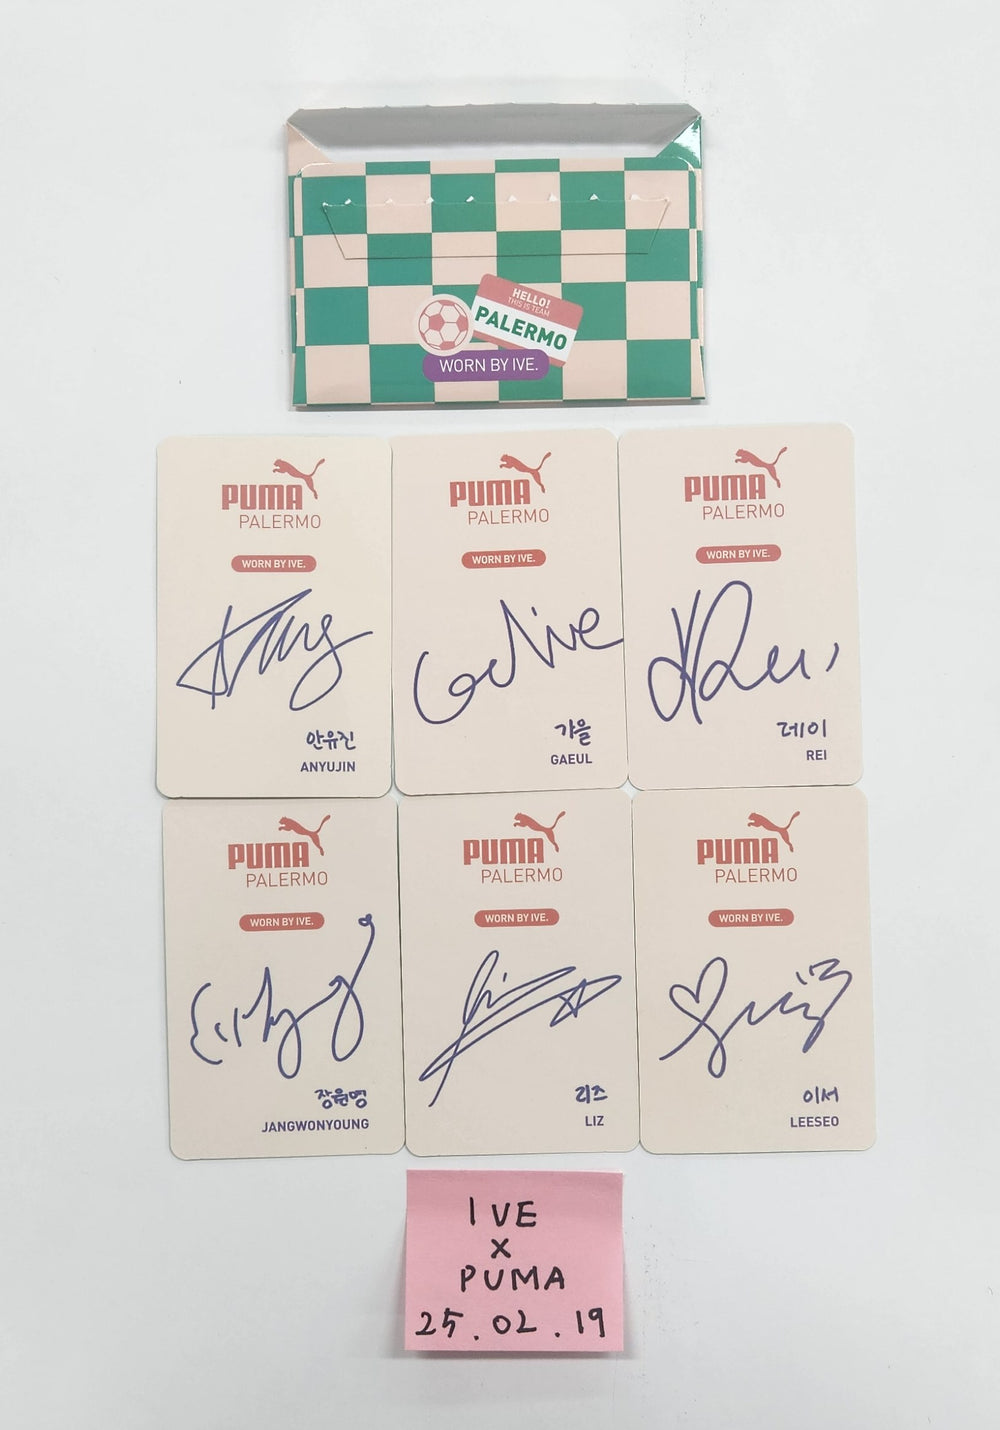 HELLO!
THIS IS TEAM
PALERMO
WORN BY IVE.
PUMA
PALERMO
WORN BY IVE.
안유진
ANYUJIN
PUMA
PALERMO
WORN BY IVE.
가을
GAEUL
PUMA
PALERMO
WORN BY IVE.
레이
REI
PUMA
PALERMO
WORN BY IVE.
장원영
JANGWONYOUNG
PUMA
PALERMO
WORN BY IVE.
리즈
LIZ
PUMA
PALERMO
WORN BY IVE.
이서
LEESEO
IVE
X
PUMA
25.02.19